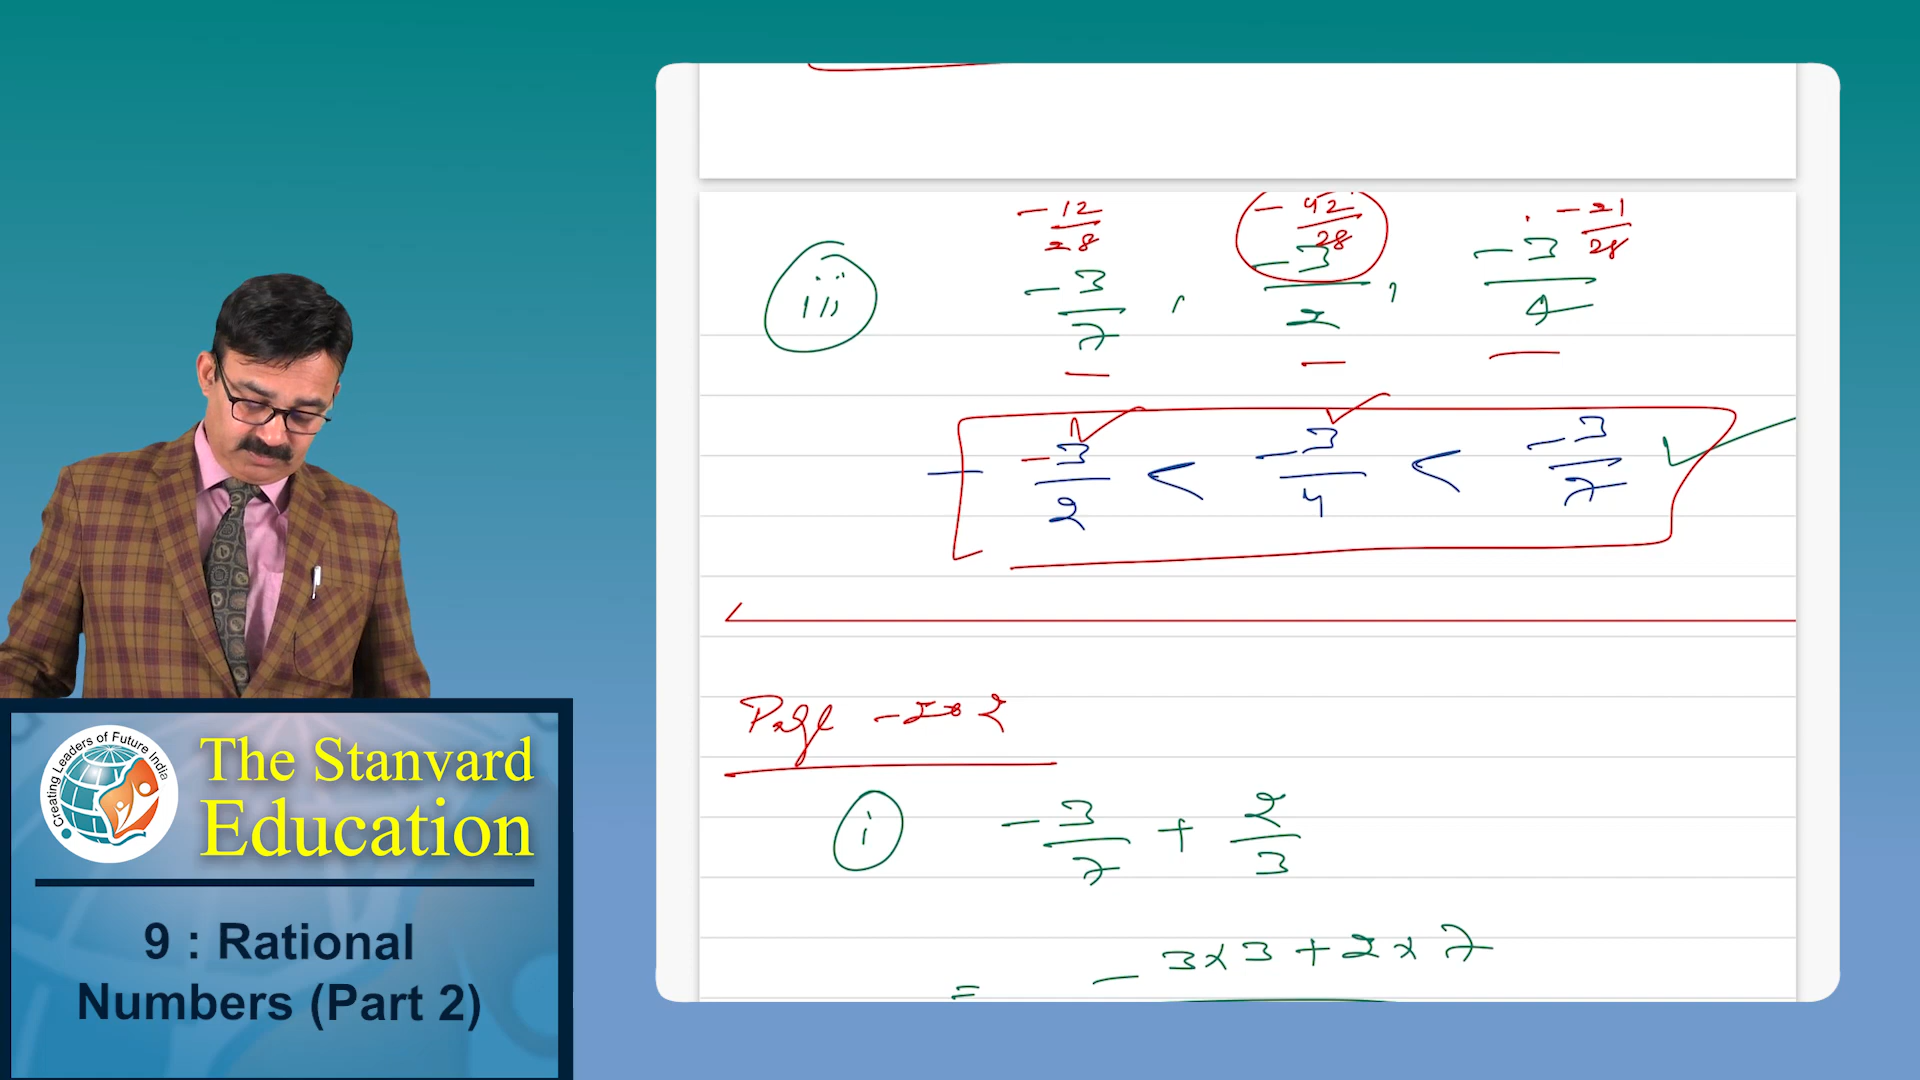 -12/28 -42/28 -21/28
iii -3/7 , -3/2 , -3/4
-3/2 < -3/4 < -3/7
i -3/7 + 2/3
= -3×3+2×7
Creating Leaders of Future India
The Stanvard
Education
9 : Rational
Numbers (Part 2)